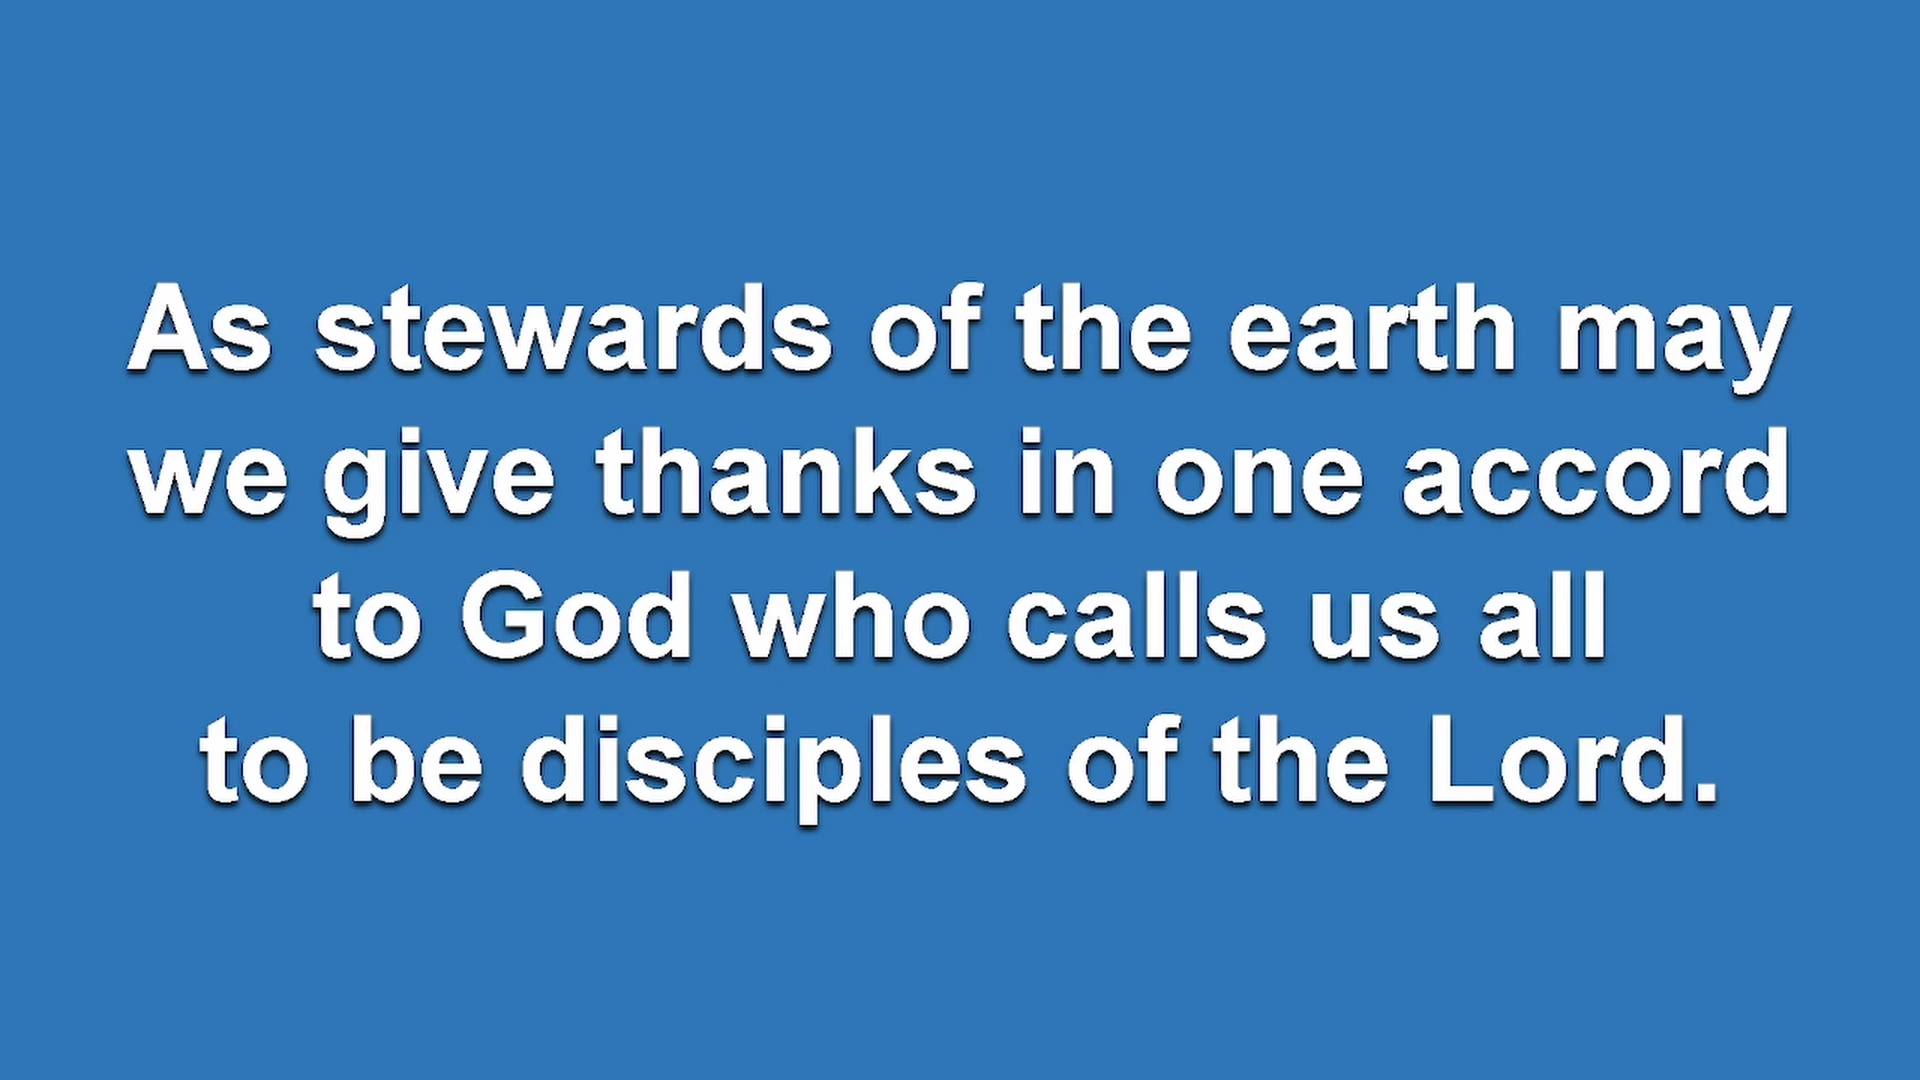 As stewards of the earth may
we give thanks in one accord
to God who calls us all
to be disciples of the Lord.